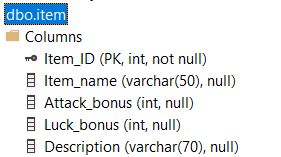 dbo.item
Columns
Item_ID (PK, int, not null)
Item_name (varchar(50), null)
Attack_bonus (int, null)
Luck_bonus (int, null)
Description (varchar(70), null)